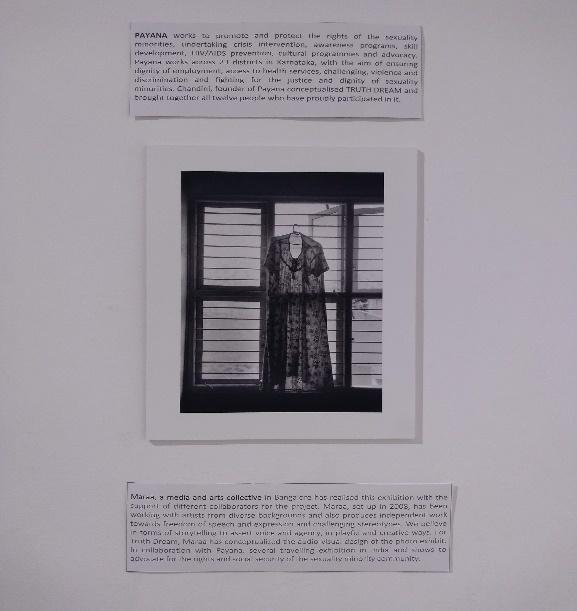 PAYANA works to promote and protect the rights of the sexuality
minorities, undertaking crisis intervention, awareness programs, skill
development, HIV/AIDS prevention, cultural programmes and advocacy.
Payana works across 23 districts in Karnataka, with the aim of ensuring
dignity of employment, access to health services, challenging violence and
discrimination and fighting for the justice and dignity of sexuality
minorities. Chandini, founder of Payana conceptualised TRUTH DREAM and
brought together all twelve people who have proudly participated in it.
Maraa, a media and arts collective in Bangalore has realised this exhibition with the
support of different collaborators for the project. Maraa, set up in 2008, has been
working with artists from diverse backgrounds and also produces independent work
towards freedom of speech and expression and challenging stereotypes. We believe
in forms of storytelling to assert voice and agency, in playful and creative ways. For
Truth Dream, Maraa has conceptualised the audio visual design of the photo exhibit.
In collaboration with Payana, several travelling exhibition in India and shows to
advocate for the rights and social security of the sexuality minority community.